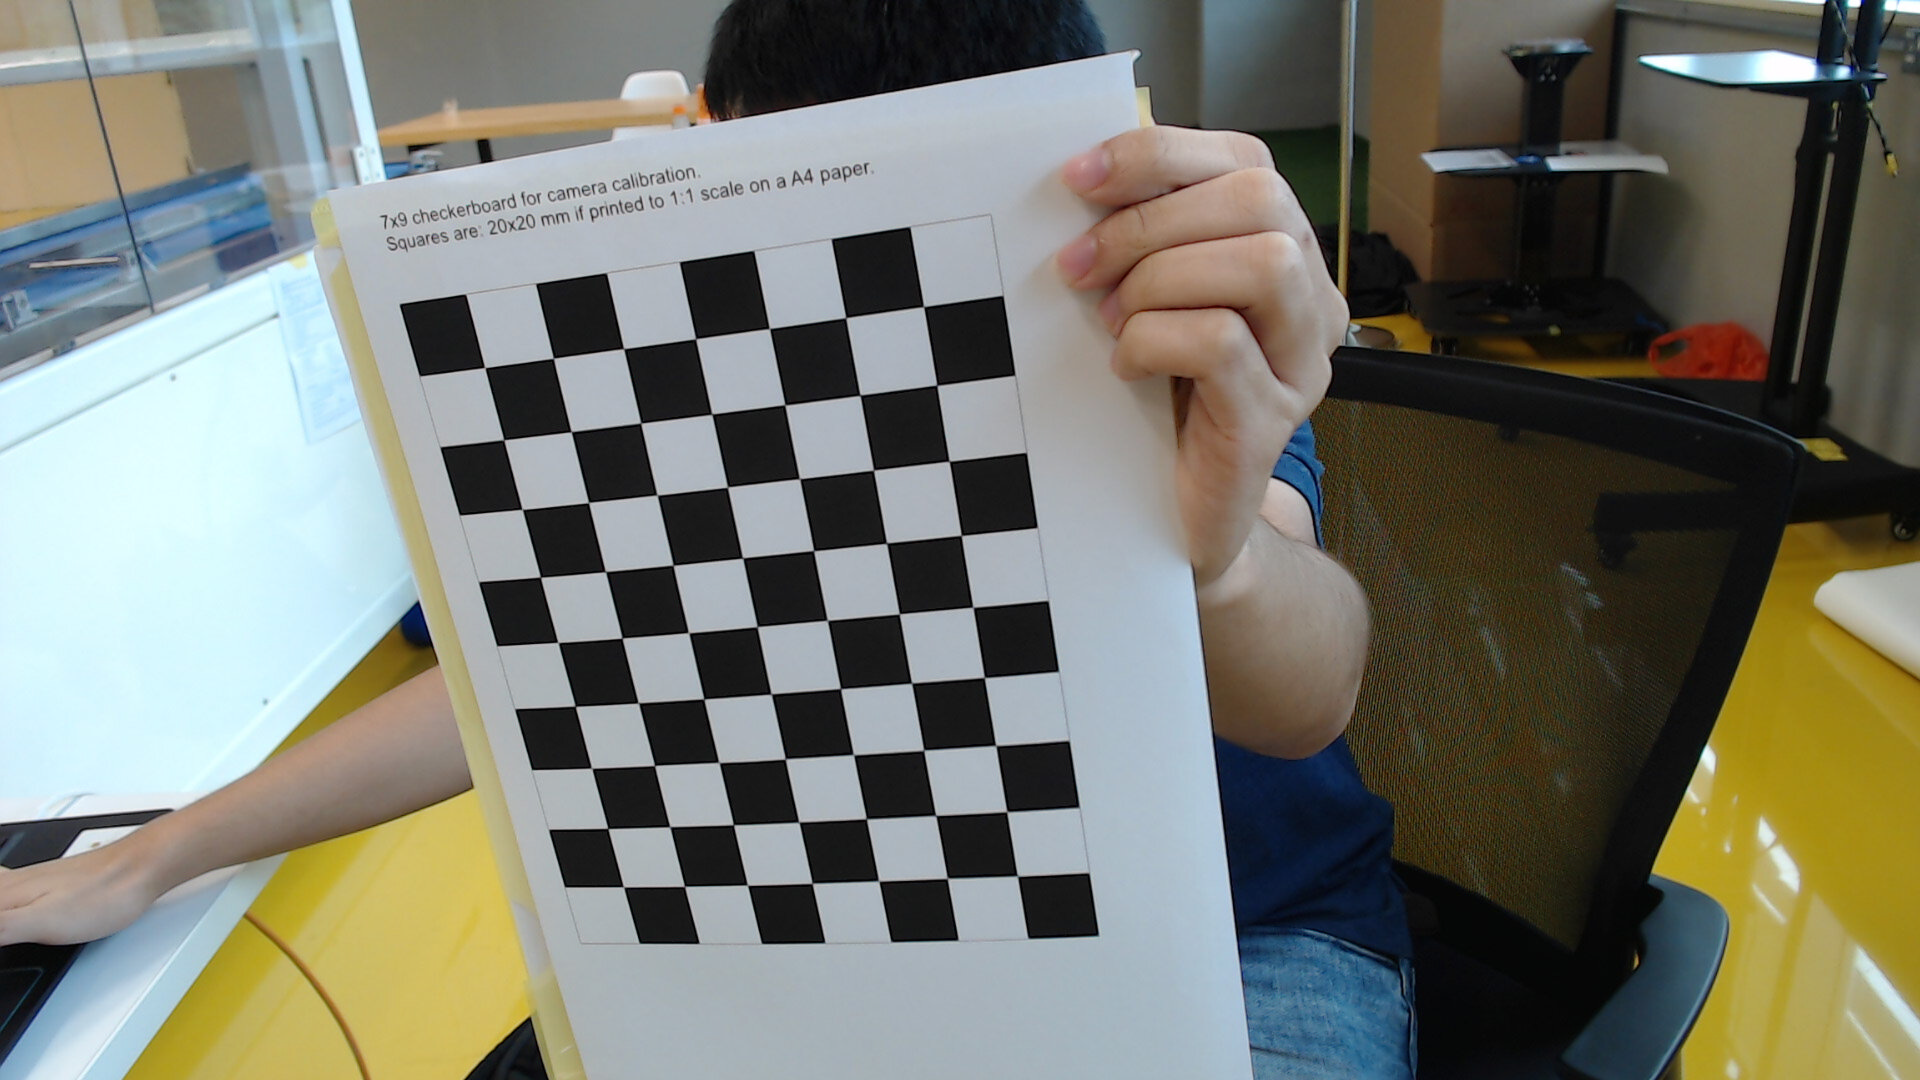 7x9 checkerboard for camera calibration.
Squares are: 20x20 mm if printed to 1:1 scale on a A4 paper.